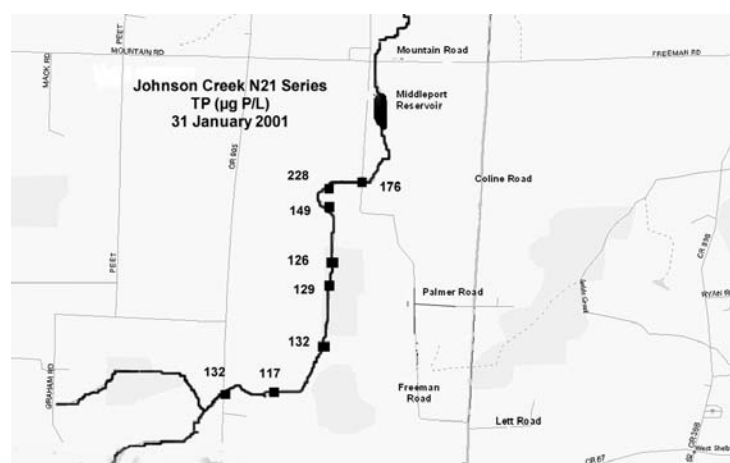 PEET
Mountain Road
MOUNTAIN RD
FREEMAN RD
MACK RD
Johnson Creek N21 Series
TP (µg P/L)
31 January 2001
Middleport
Reservoir
228
176
Coline Road
149
PEET
126
129
Palmer Road
132
132
117
Freeman
Road
GRAHAM RD
Lett Road
CR 67